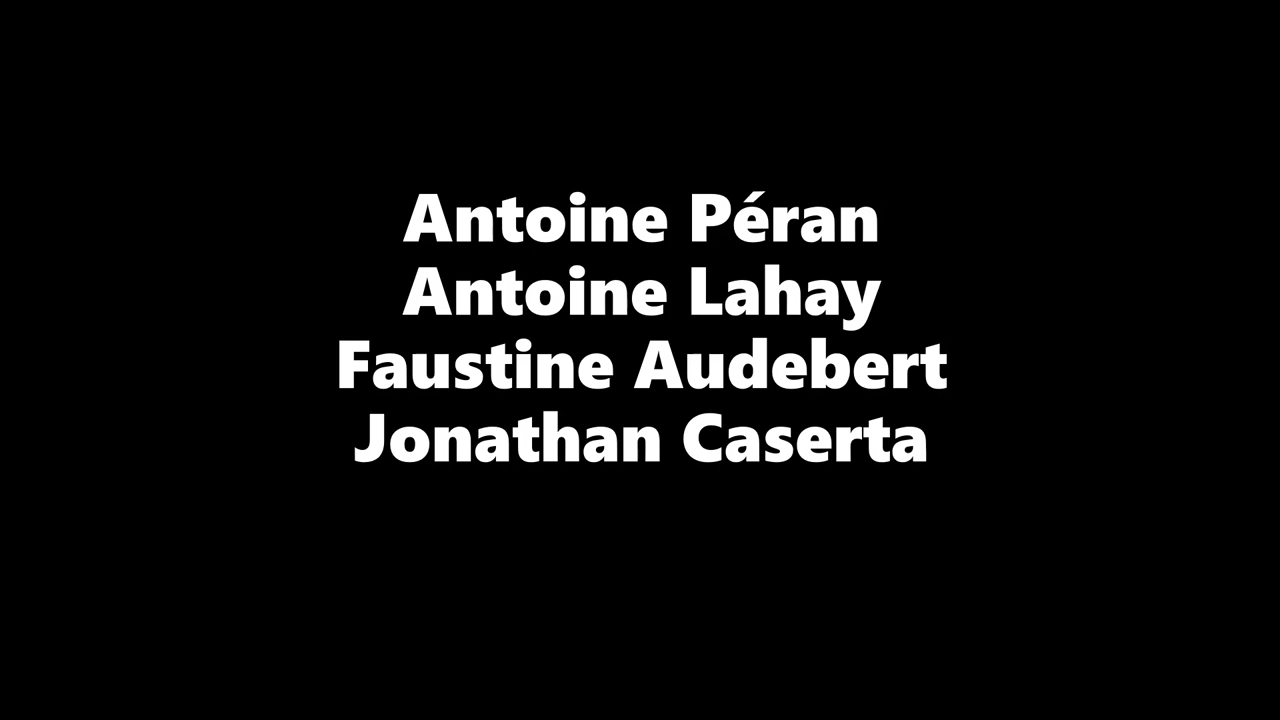 Antoine Péran
Antoine Lahay
Faustine Audebert
Jonathan Caserta